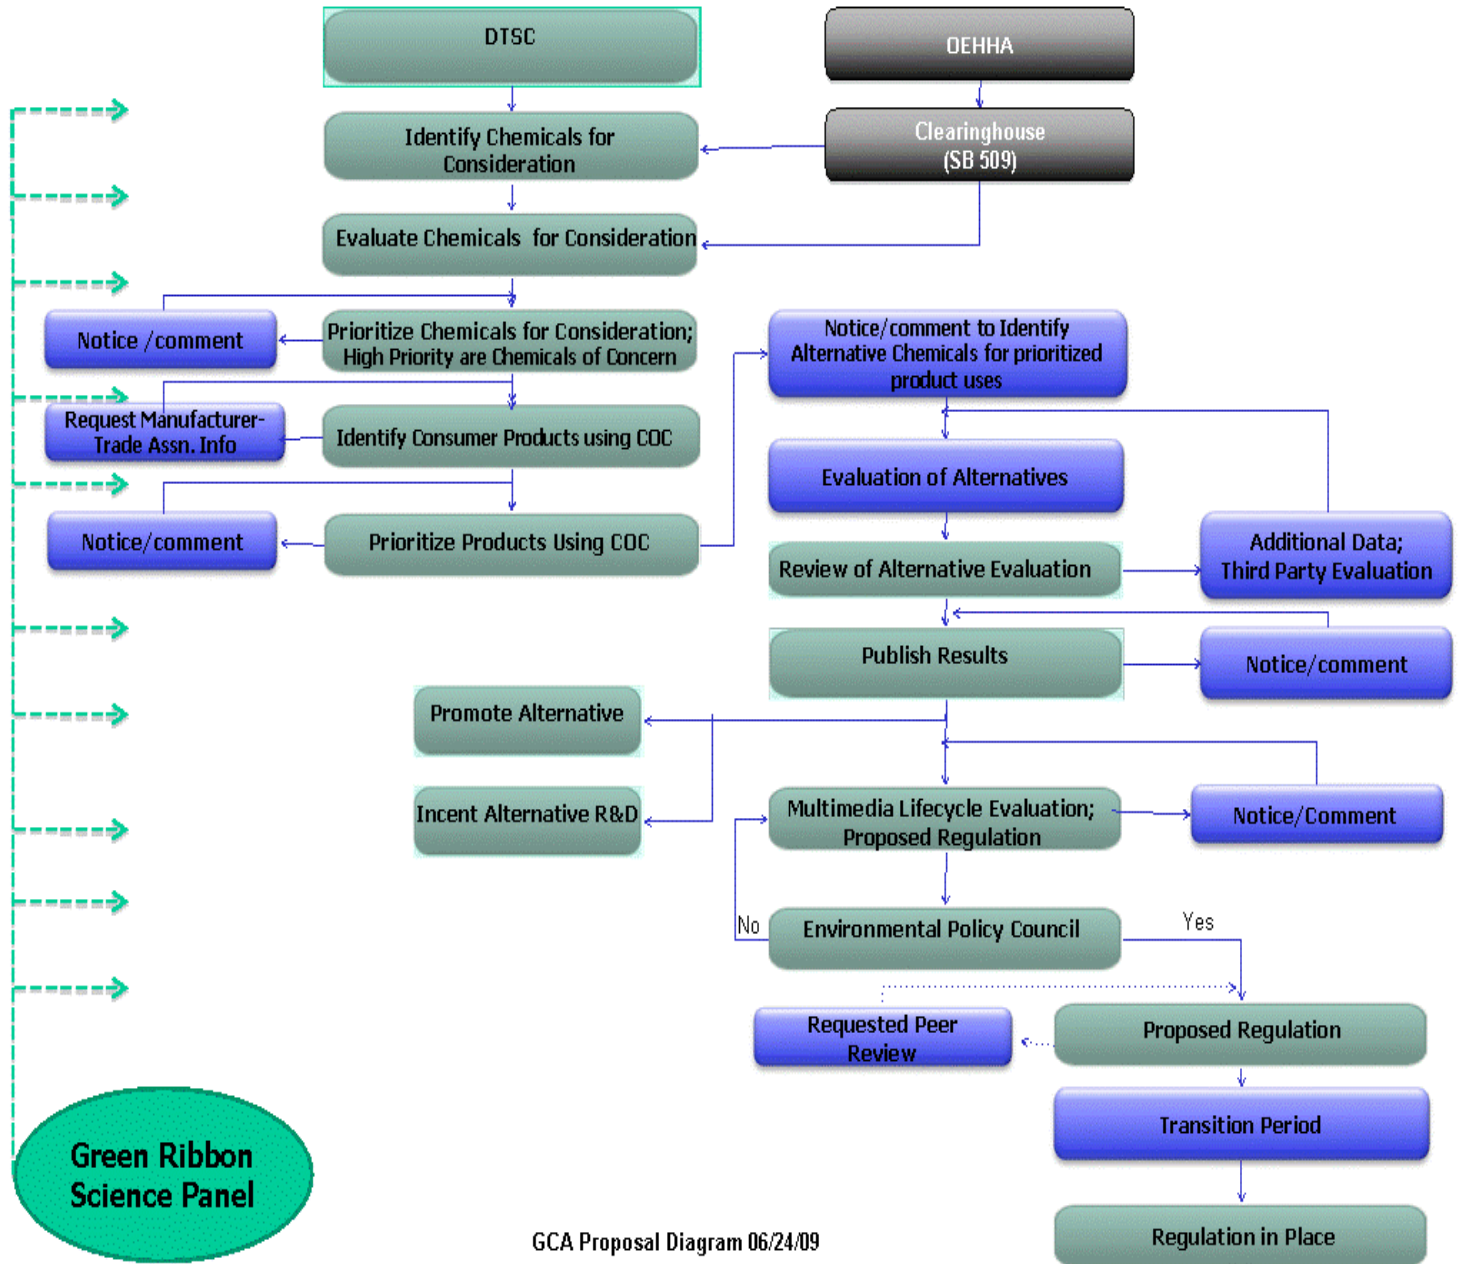 DTSC
OEHHA
Identify Chemicals for
Consideration
Clearinghouse
(SB 509)
Evaluate Chemicals for Consideration
Notice /comment
Prioritize Chemicals for Consideration;
High Priority are Chemicals of Concern
Notice/comment to Identify
Alternative Chemicals for prioritized
product uses
Request Manufacturer-
Trade Assn. Info
Identify Consumer Products using COC
Evaluation of Alternatives
Notice/comment
Prioritize Products Using COC
Review of Alternative Evaluation
Additional Data;
Third Party Evaluation
Publish Results
Notice/comment
Promote Alternative
Incent Alternative R&D
Multimedia Lifecycle Evaluation;
Proposed Regulation
Notice/Comment
No
Environmental Policy Council
Yes
Requested Peer
Review
Proposed Regulation
Transition Period
Green Ribbon
Science Panel
Regulation in Place
GCA Proposal Diagram 06/24/09